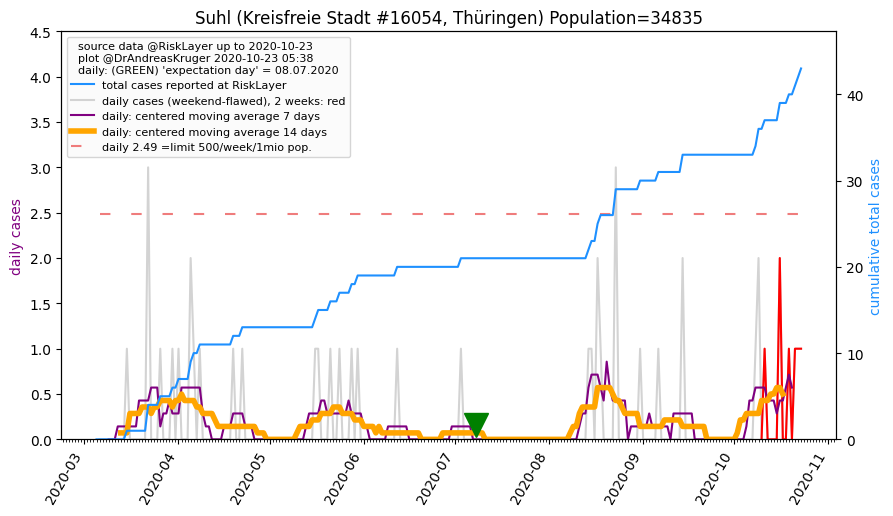 Suhl (Kreisfreie Stadt #16054, Thüringen) Population=34835
source data @RiskLayer up to 2020-10-23
plot @DrAndreasKruger 2020-10-23 05:38
daily: (GREEN) 'expectation day' = 08.07.2020
total cases reported at RiskLayer
daily cases (weekend-flawed), 2 weeks: red
daily: centered moving average 7 days
daily: centered moving average 14 days
daily 2.49 =limit 500/week/1mio pop.
daily cases
4.5
4.0
3.5
3.0
2.5
2.0
1.5
1.0
0.5
0.0
cumulative total cases
40
30
20
10
0
2020-03
2020-04
2020-05
2020-06
2020-07
2020-08
2020-09
2020-10
2020-11